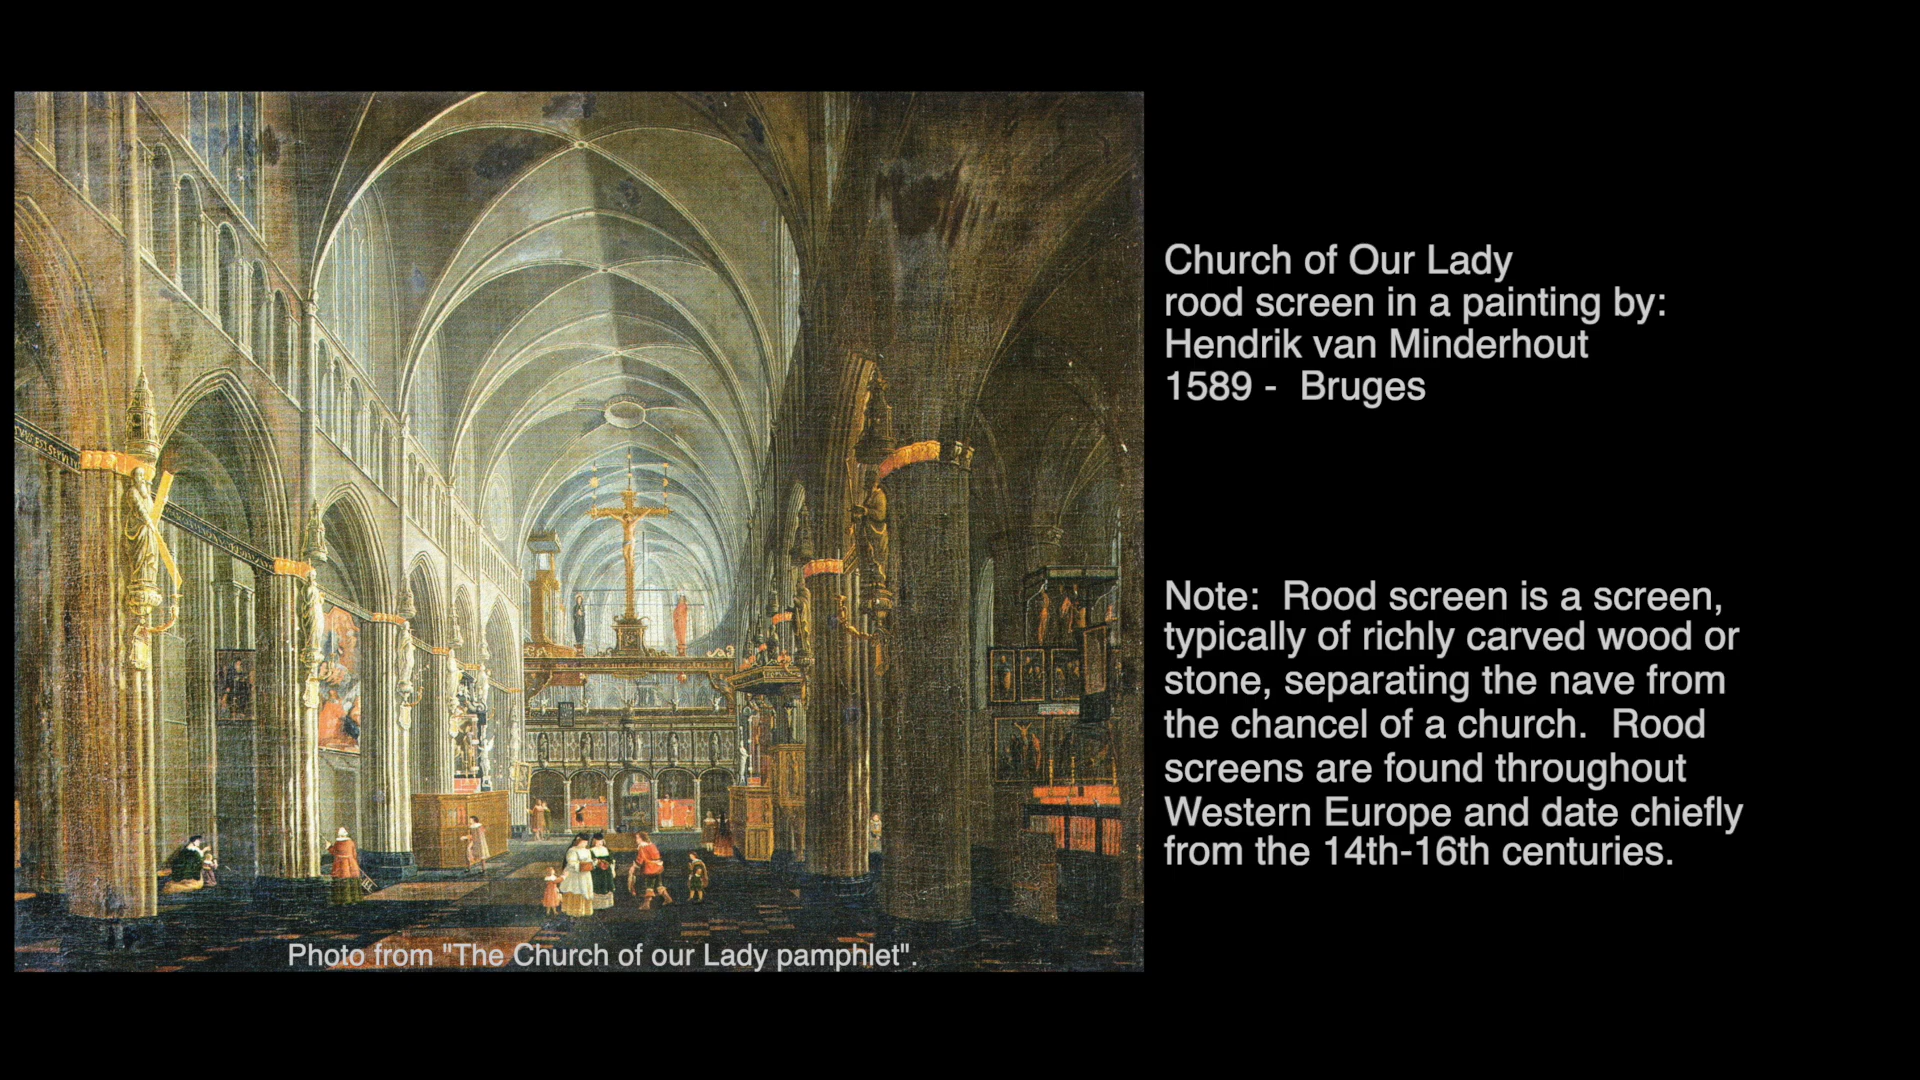 Church of Our Lady
rood screen in a painting by:
Hendrik van Minderhout
1589 -  Bruges
Note:  Rood screen is a screen,
typically of richly carved wood or
stone, separating the nave from
the chancel of a church.  Rood
screens are found throughout
Western Europe and date chiefly
from the 14th-16th centuries.
Photo from "The Church of our Lady pamphlet".